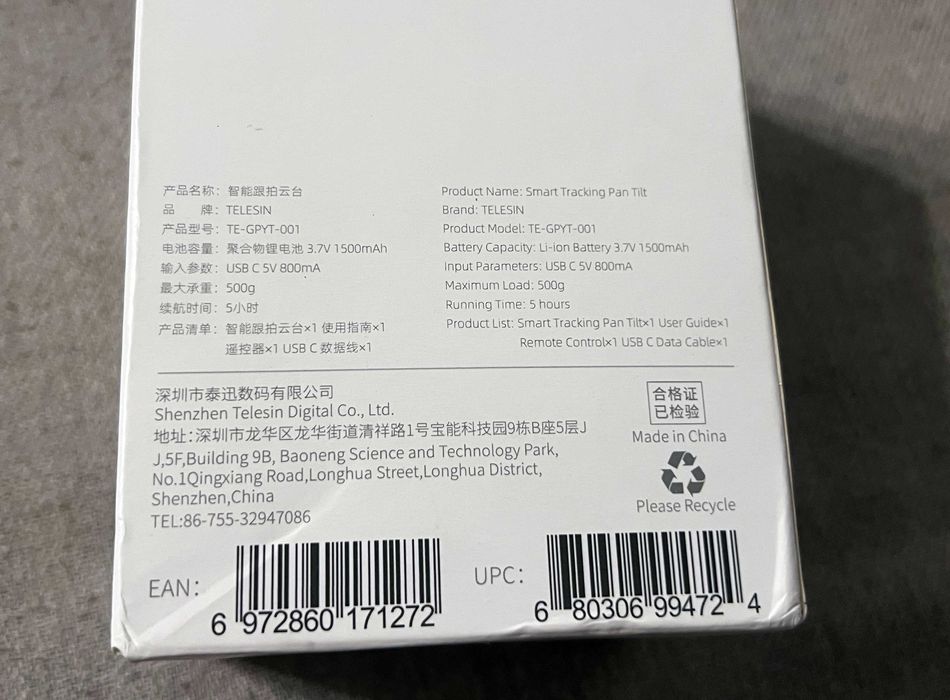 产品名称：智能跟拍云台
品　　牌：TELESIN
产品型号：TE-GPYT-001
电池容量：聚合物锂电池 3.7V 1500mAh
输入参数：USB C 5V 800mA
最大承重：500g
续航时间：5小时
产品清单：智能跟拍云台×1 使用指南×1
遥控器×1 USB C 数据线×1
Product Name: Smart Tracking Pan Tilt
Brand: TELESIN
Product Model: TE-GPYT-001
Battery Capacity: Li-ion Battery 3.7V 1500mAh
Input Parameters: USB C 5V 800mA
Maximum Load: 500g
Running Time: 5 hours
Product List: Smart Tracking Pan Tilt×1 User Guide×1
Remote Control×1 USB C Data Cable×1
深圳市泰迅数码有限公司
Shenzhen Telesin Digital Co., Ltd.
地址：深圳市龙华区龙华街道清祥路1号宝能科技园9栋B座5层J
J,5F,Building 9B, Baoneng Science and Technology Park,
No.1Qingxiang Road,Longhua Street,Longhua District,
Shenzhen,China
TEL:86-755-32947086
合格证
已检验
Made in China
Please Recycle
EAN：
6 972860 171272
UPC：
6 80306 99472 4